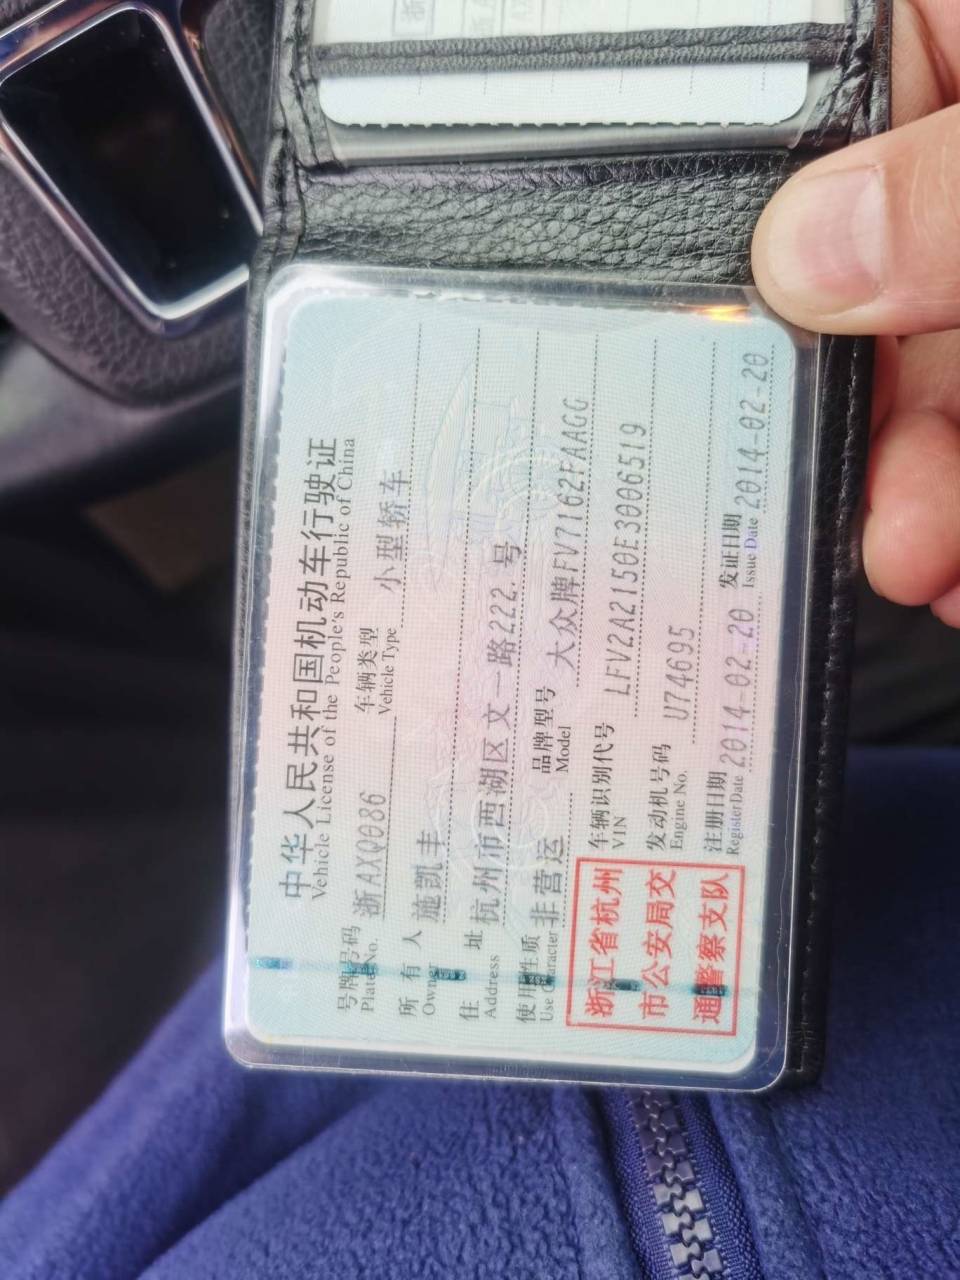 中华人民共和国机动车行驶证
Vehicle License of the People's Republic of China
号牌号码 浙AXQ086 车辆类型 小型轿车
Plate No. Vehicle Type
所有人 施凯丰
Owner
住址 杭州市西湖区文一路222.号
Address
使用性质 非营运 品牌型号 大众牌FV7162FAAGG
Use Character Model
车辆识别代号 LFV2A2150E3006519
VIN
发动机号码 U74695
Engine No.
注册日期 2014-02-20 发证日期 2014-02-20
Register Date Issue Date
浙江省杭州
市公安局交
通警察支队